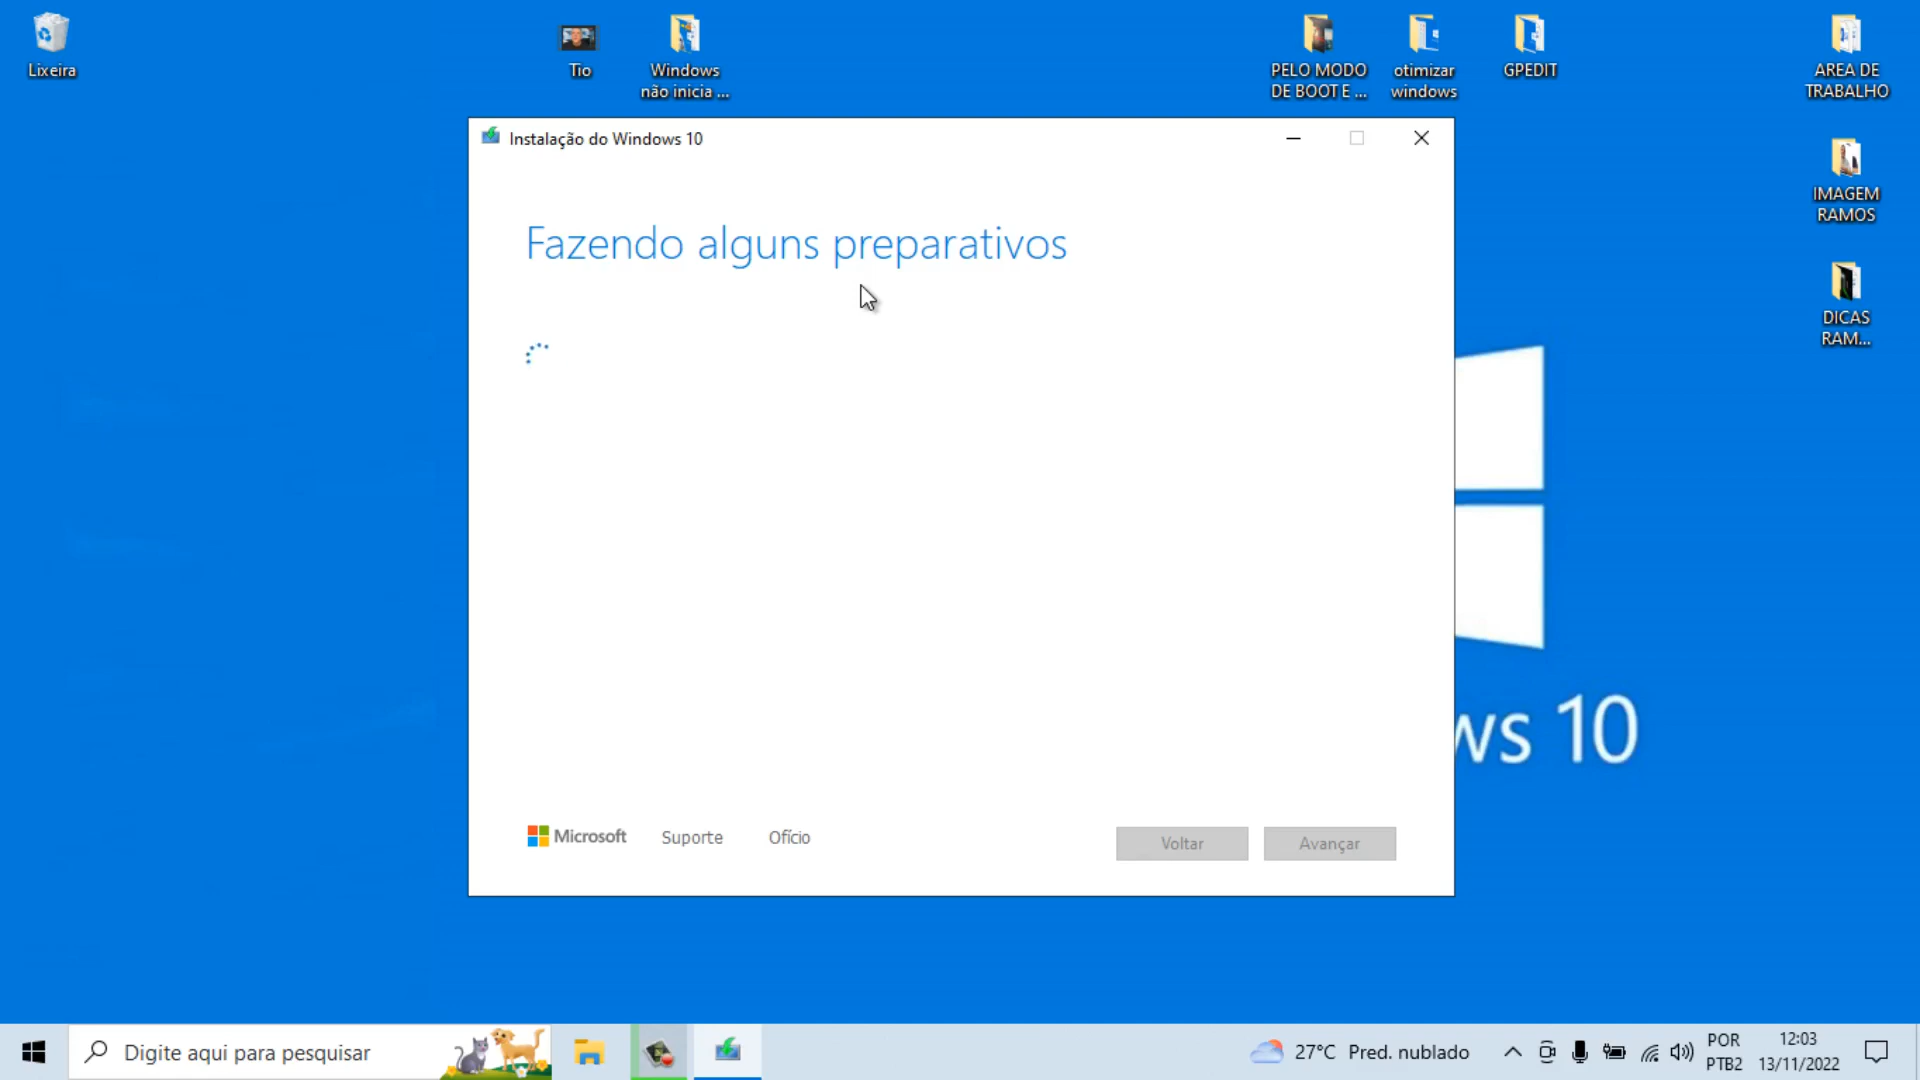 Lixeira
Tio
Windows
não inicia ...
PELO MODO
DE BOOT E ...
otimizar
windows
GPEDIT
AREA DE
TRABALHO
IMAGEM
RAMOS
DICAS
RAM...
Instalação do Windows 10
Fazendo alguns preparativos
ws 10
Microsoft
Suporte
Ofício
Voltar
Avançar
Digite aqui para pesquisar
27°C Pred. nublado
POR
PTB2
12:03
13/11/2022